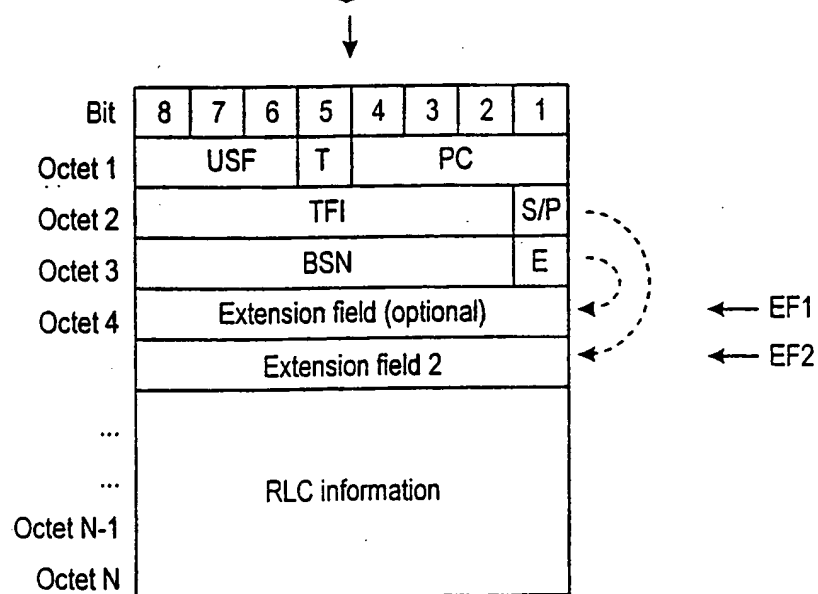 Bit 8 7 6 5 4 3 2 1
Octet 1 USF T PC
Octet 2 TFI S/P
Octet 3 BSN E
Octet 4 Extension field (optional) EF1
Extension field 2 EF2
...
... RLC information
Octet N-1
Octet N